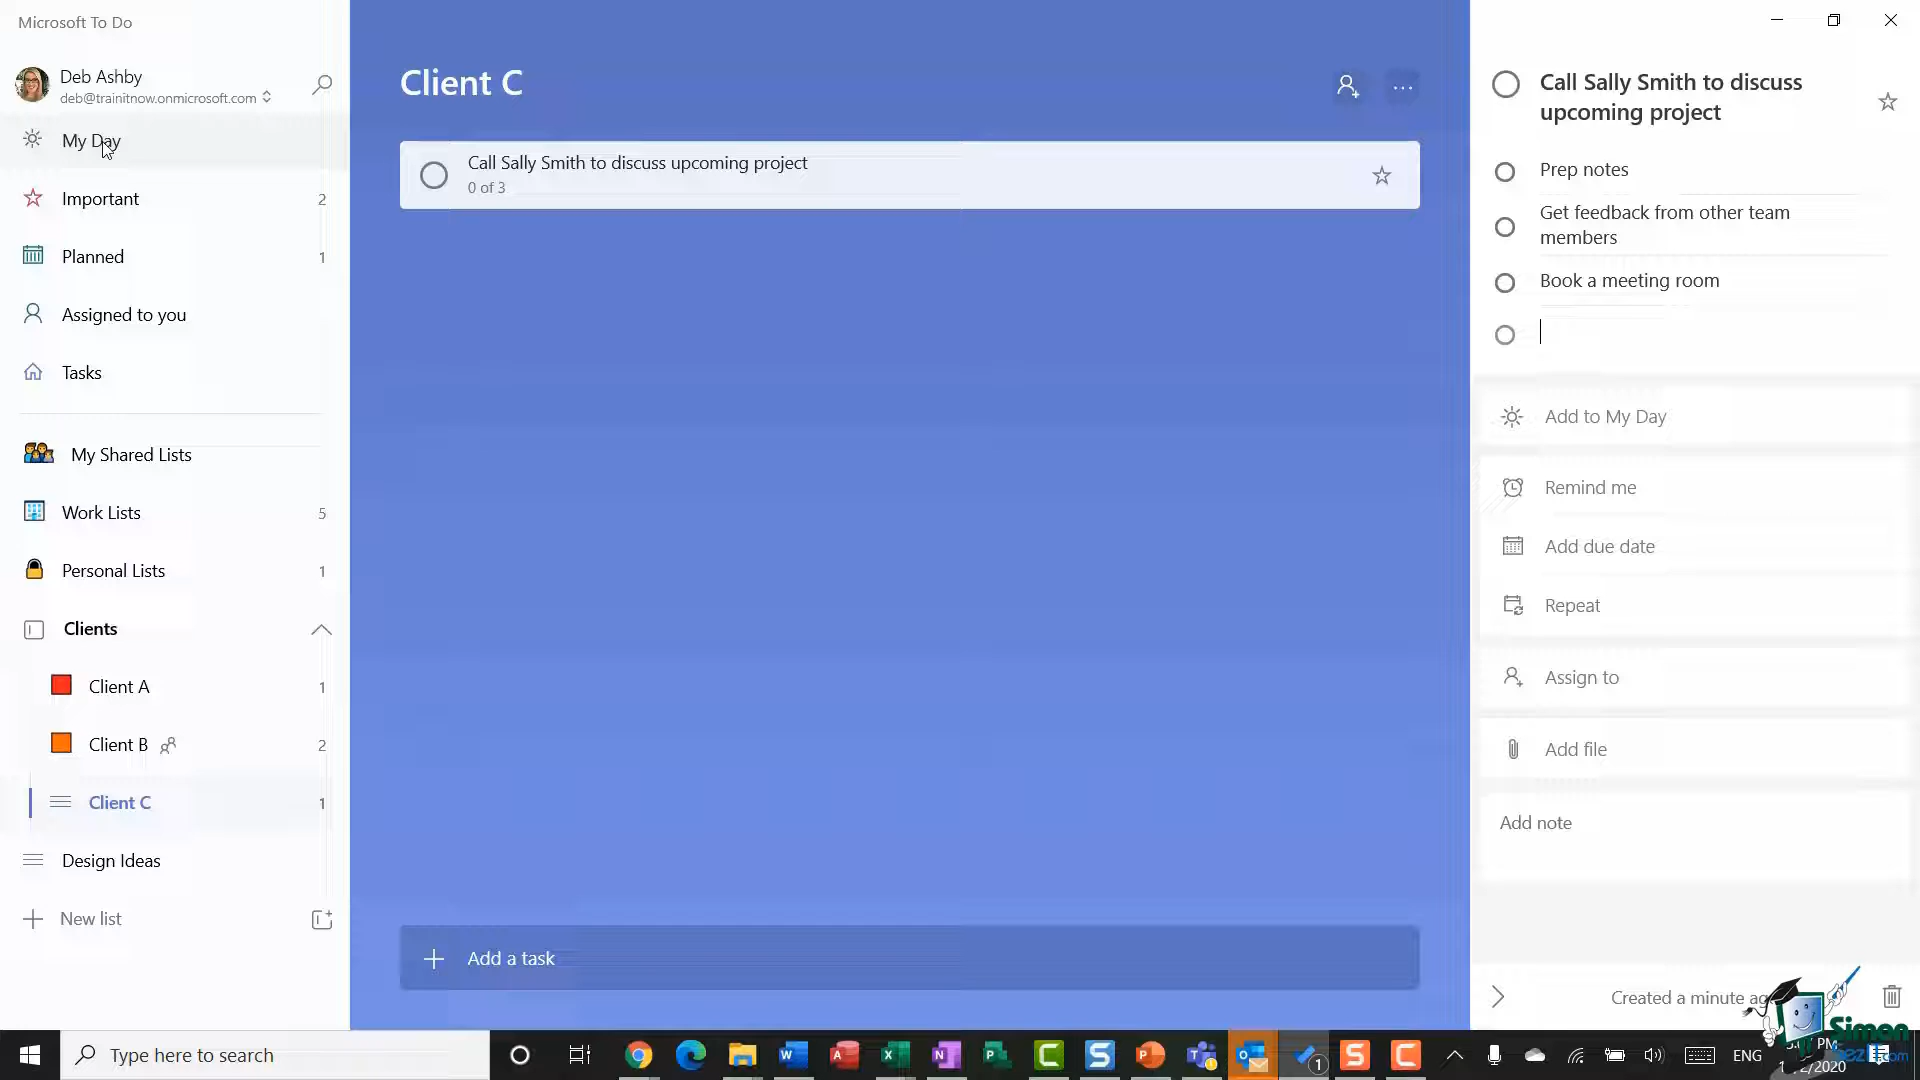 Microsoft To Do
Deb Ashby
deb@trainitnow.onmicrosoft.com
My Day
Important 2
Planned 1
Assigned to you
Tasks
My Shared Lists
Work Lists 5
Personal Lists 1
Clients
Client A 1
Client B 2
Client C 1
Design Ideas
New list
Client C
Call Sally Smith to discuss upcoming project
0 of 3
Add a task
Call Sally Smith to discuss
upcoming project
Prep notes
Get feedback from other team
members
Book a meeting room
Add to My Day
Remind me
Add due date
Repeat
Assign to
Add file
Add note
Created a minute
Type here to search
1
ENG
PM
Simon